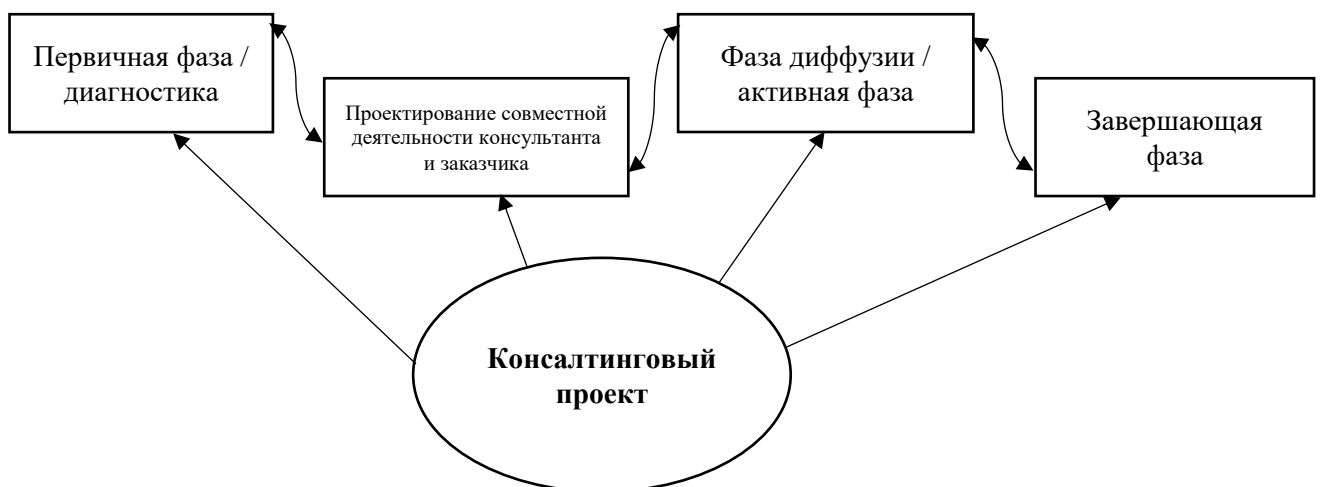 Первичная фаза /
диагностика
Проектирование совместной
деятельности консультанта
и заказчика
Фаза диффузии /
активная фаза
Завершающая
фаза
Консалтинговый
проект